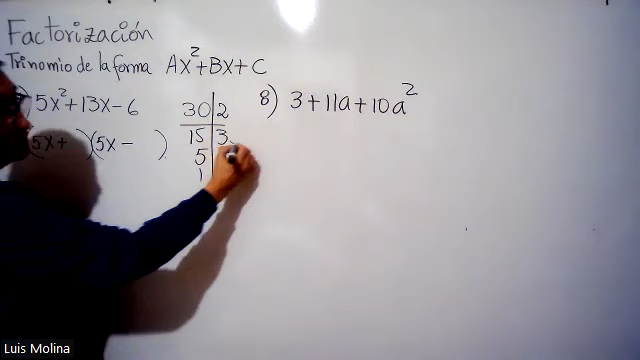 Factorización
Trinomio de la forma AX²+BX+C
) 5x²+13x-6
(5x+ )(5x- )
30 | 2
15 | 3
5
1
8) 3+11a+10a²
Luis Molina